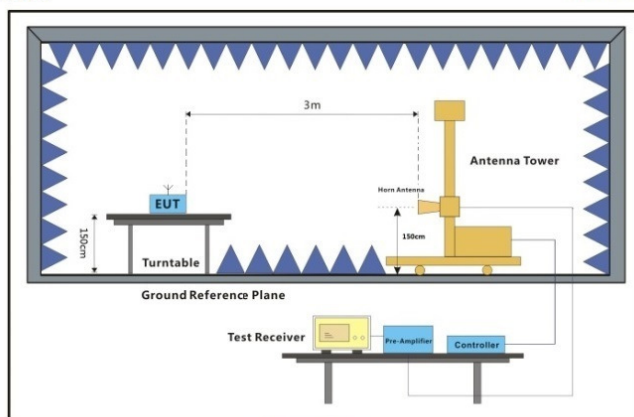 3m
Antenna Tower
Horn Antenna
EUT
150cm
150cm
Turntable
Ground Reference Plane
Test Receiver
Pre-Amplifier
Controller